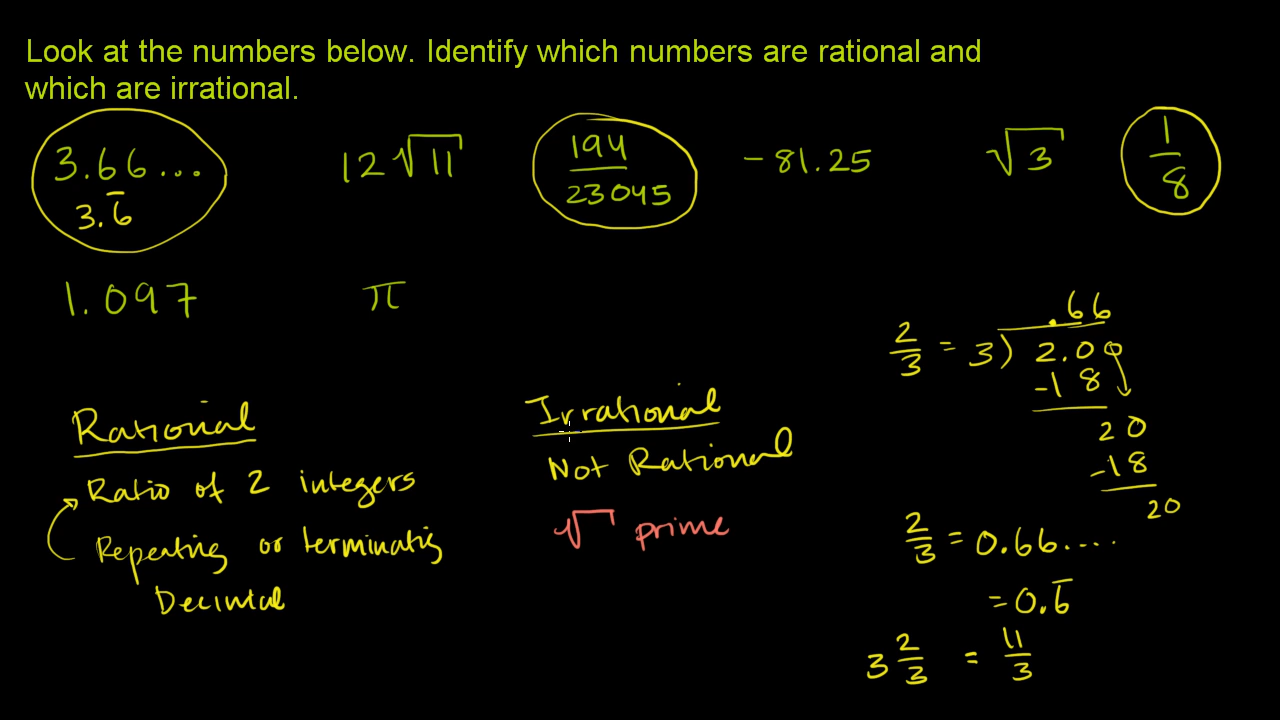 Look at the numbers below. Identify which numbers are rational and
which are irrational.
3.66... 12√11 194/23045 -81.25 √3 1/8
3.6̅
1.097 π
Rational
Ratio of 2 integers
Repeating or terminating
Decimal
Irrational
Not Rational
√ prime
.66
2/3 = 3)2.00
-18
20
-18
20
2/3 = 0.66....
= 0.6̅
3 2/3 = 11/3